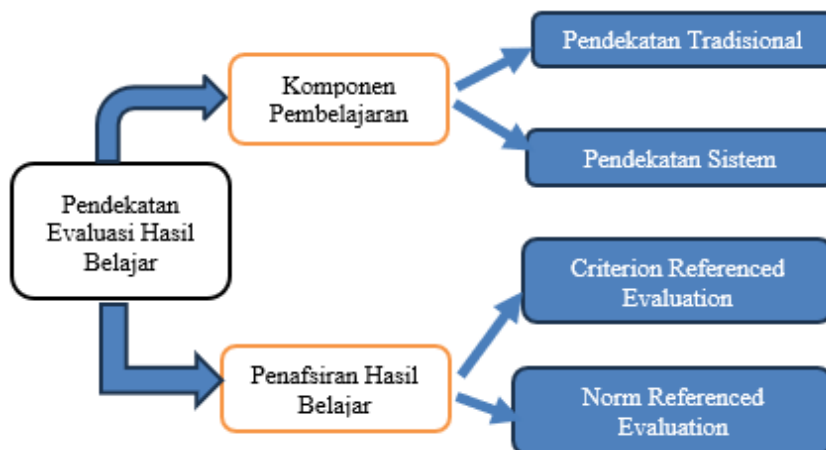 Pendekatan
Evaluasi Hasil
Belajar
Komponen
Pembelajaran
Pendekatan Tradisional
Pendekatan Sistem
Penafsiran Hasil
Belajar
Criterion Referenced
Evaluation
Norm Referenced
Evaluation